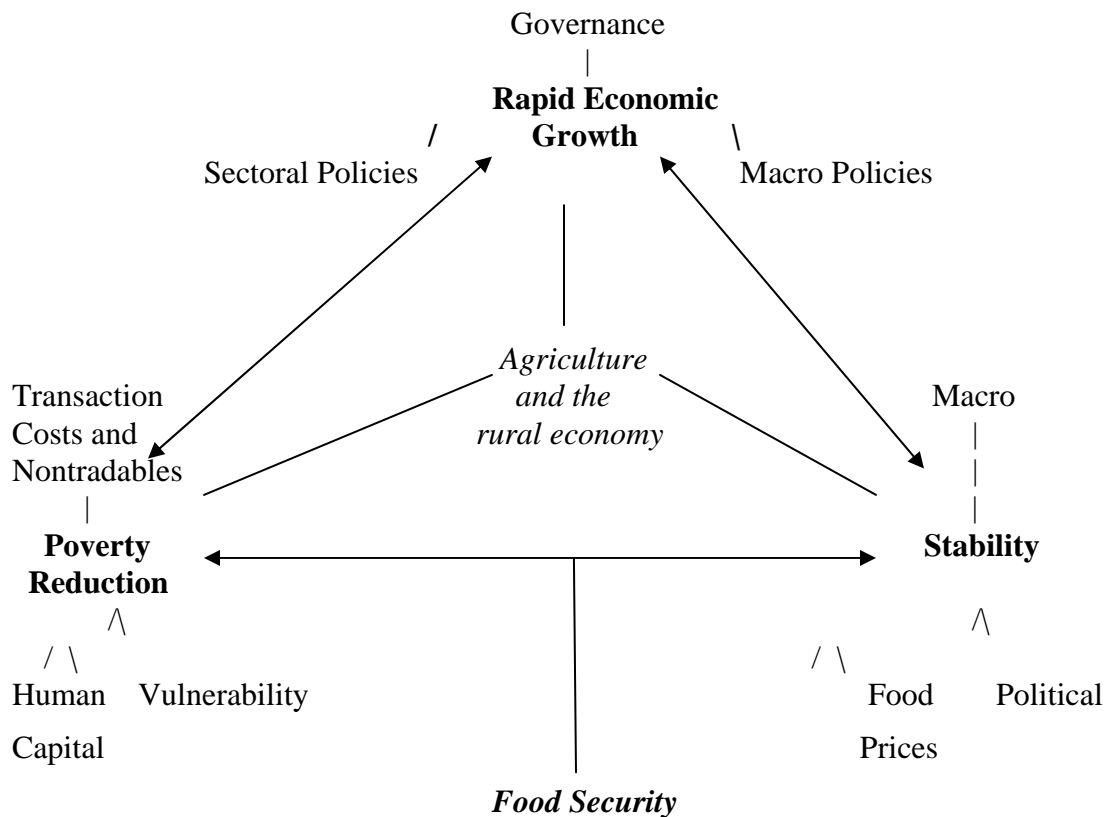 Governance
Rapid Economic
Growth
Sectoral Policies
Macro Policies
Agriculture
and the
rural economy
Transaction
Costs and
Nontradables
Macro
Poverty
Reduction
Stability
Human
Capital
Vulnerability
Food
Prices
Political
Food Security